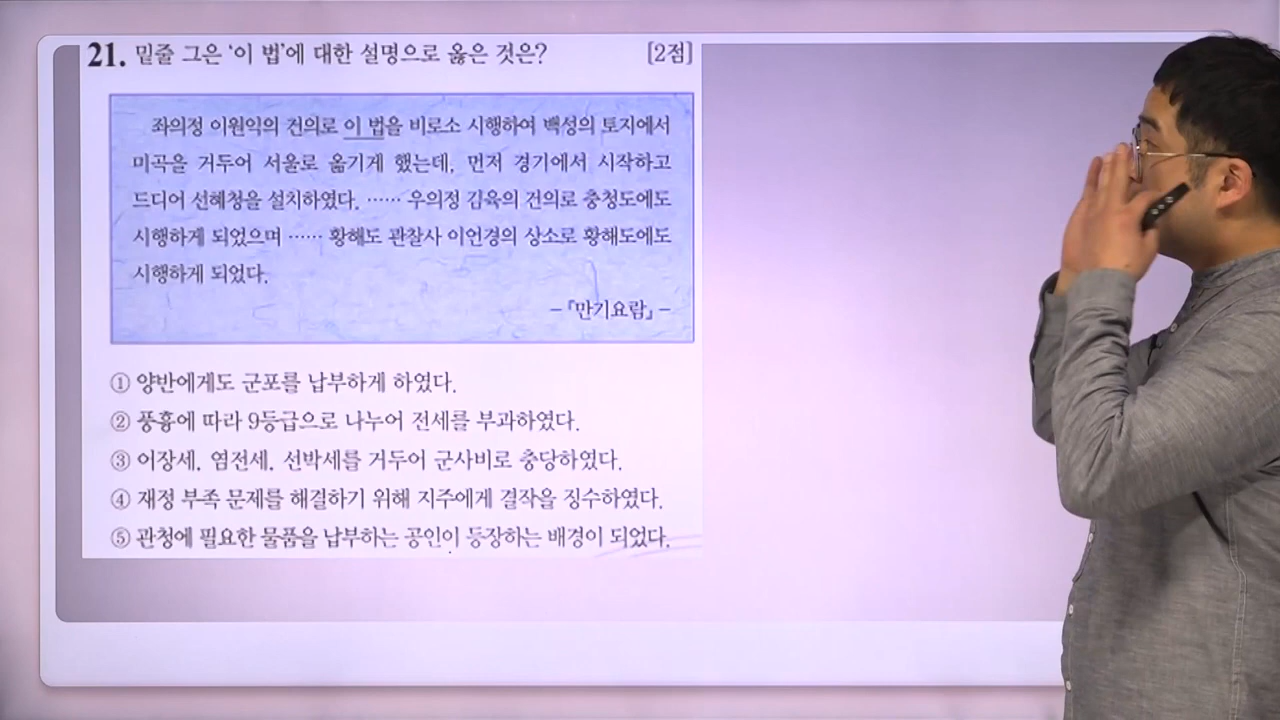 21. 밑줄 그은 '이 법'에 대한 설명으로 옳은 것은? [2점]
좌의정 이원익의 건의로 이 법을 비로소 시행하여 백성의 토지에서
미곡을 거두어 서울로 옮기게 했는데, 먼저 경기에서 시작하고
드디어 선혜청을 설치하였다. …… 우의정 김육의 건의로 충청도에도
시행하게 되었으며 …… 황해도 관찰사 이언경의 상소로 황해도에도
시행하게 되었다.
-『만기요람』-
① 양반에게도 군포를 납부하게 하였다.
② 풍흉에 따라 9등급으로 나누어 전세를 부과하였다.
③ 어장세, 염전세, 선박세를 거두어 군사비로 충당하였다.
④ 재정 부족 문제를 해결하기 위해 지주에게 결작을 징수하였다.
⑤ 관청에 필요한 물품을 납부하는 공인이 등장하는 배경이 되었다.